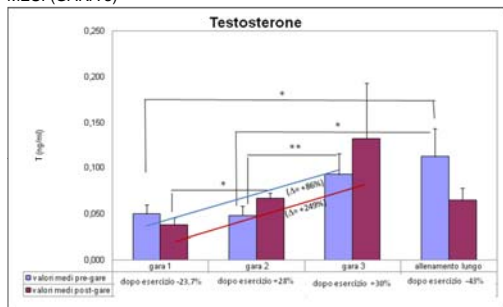 Testosterone
0,250
0,200
0,150
0,100
0,050
0,000
T (ng/ml)
*
*
**
*
(Δ= +86%)
(Δ= +249%)
gara 1
gara 2
gara 3
allenamento lungo
valori medi pre-gare
valori medi post-gare
dopo esercizio -23,7%
dopo esercizio +28%
dopo esercizio +30%
dopo esercizio -43%